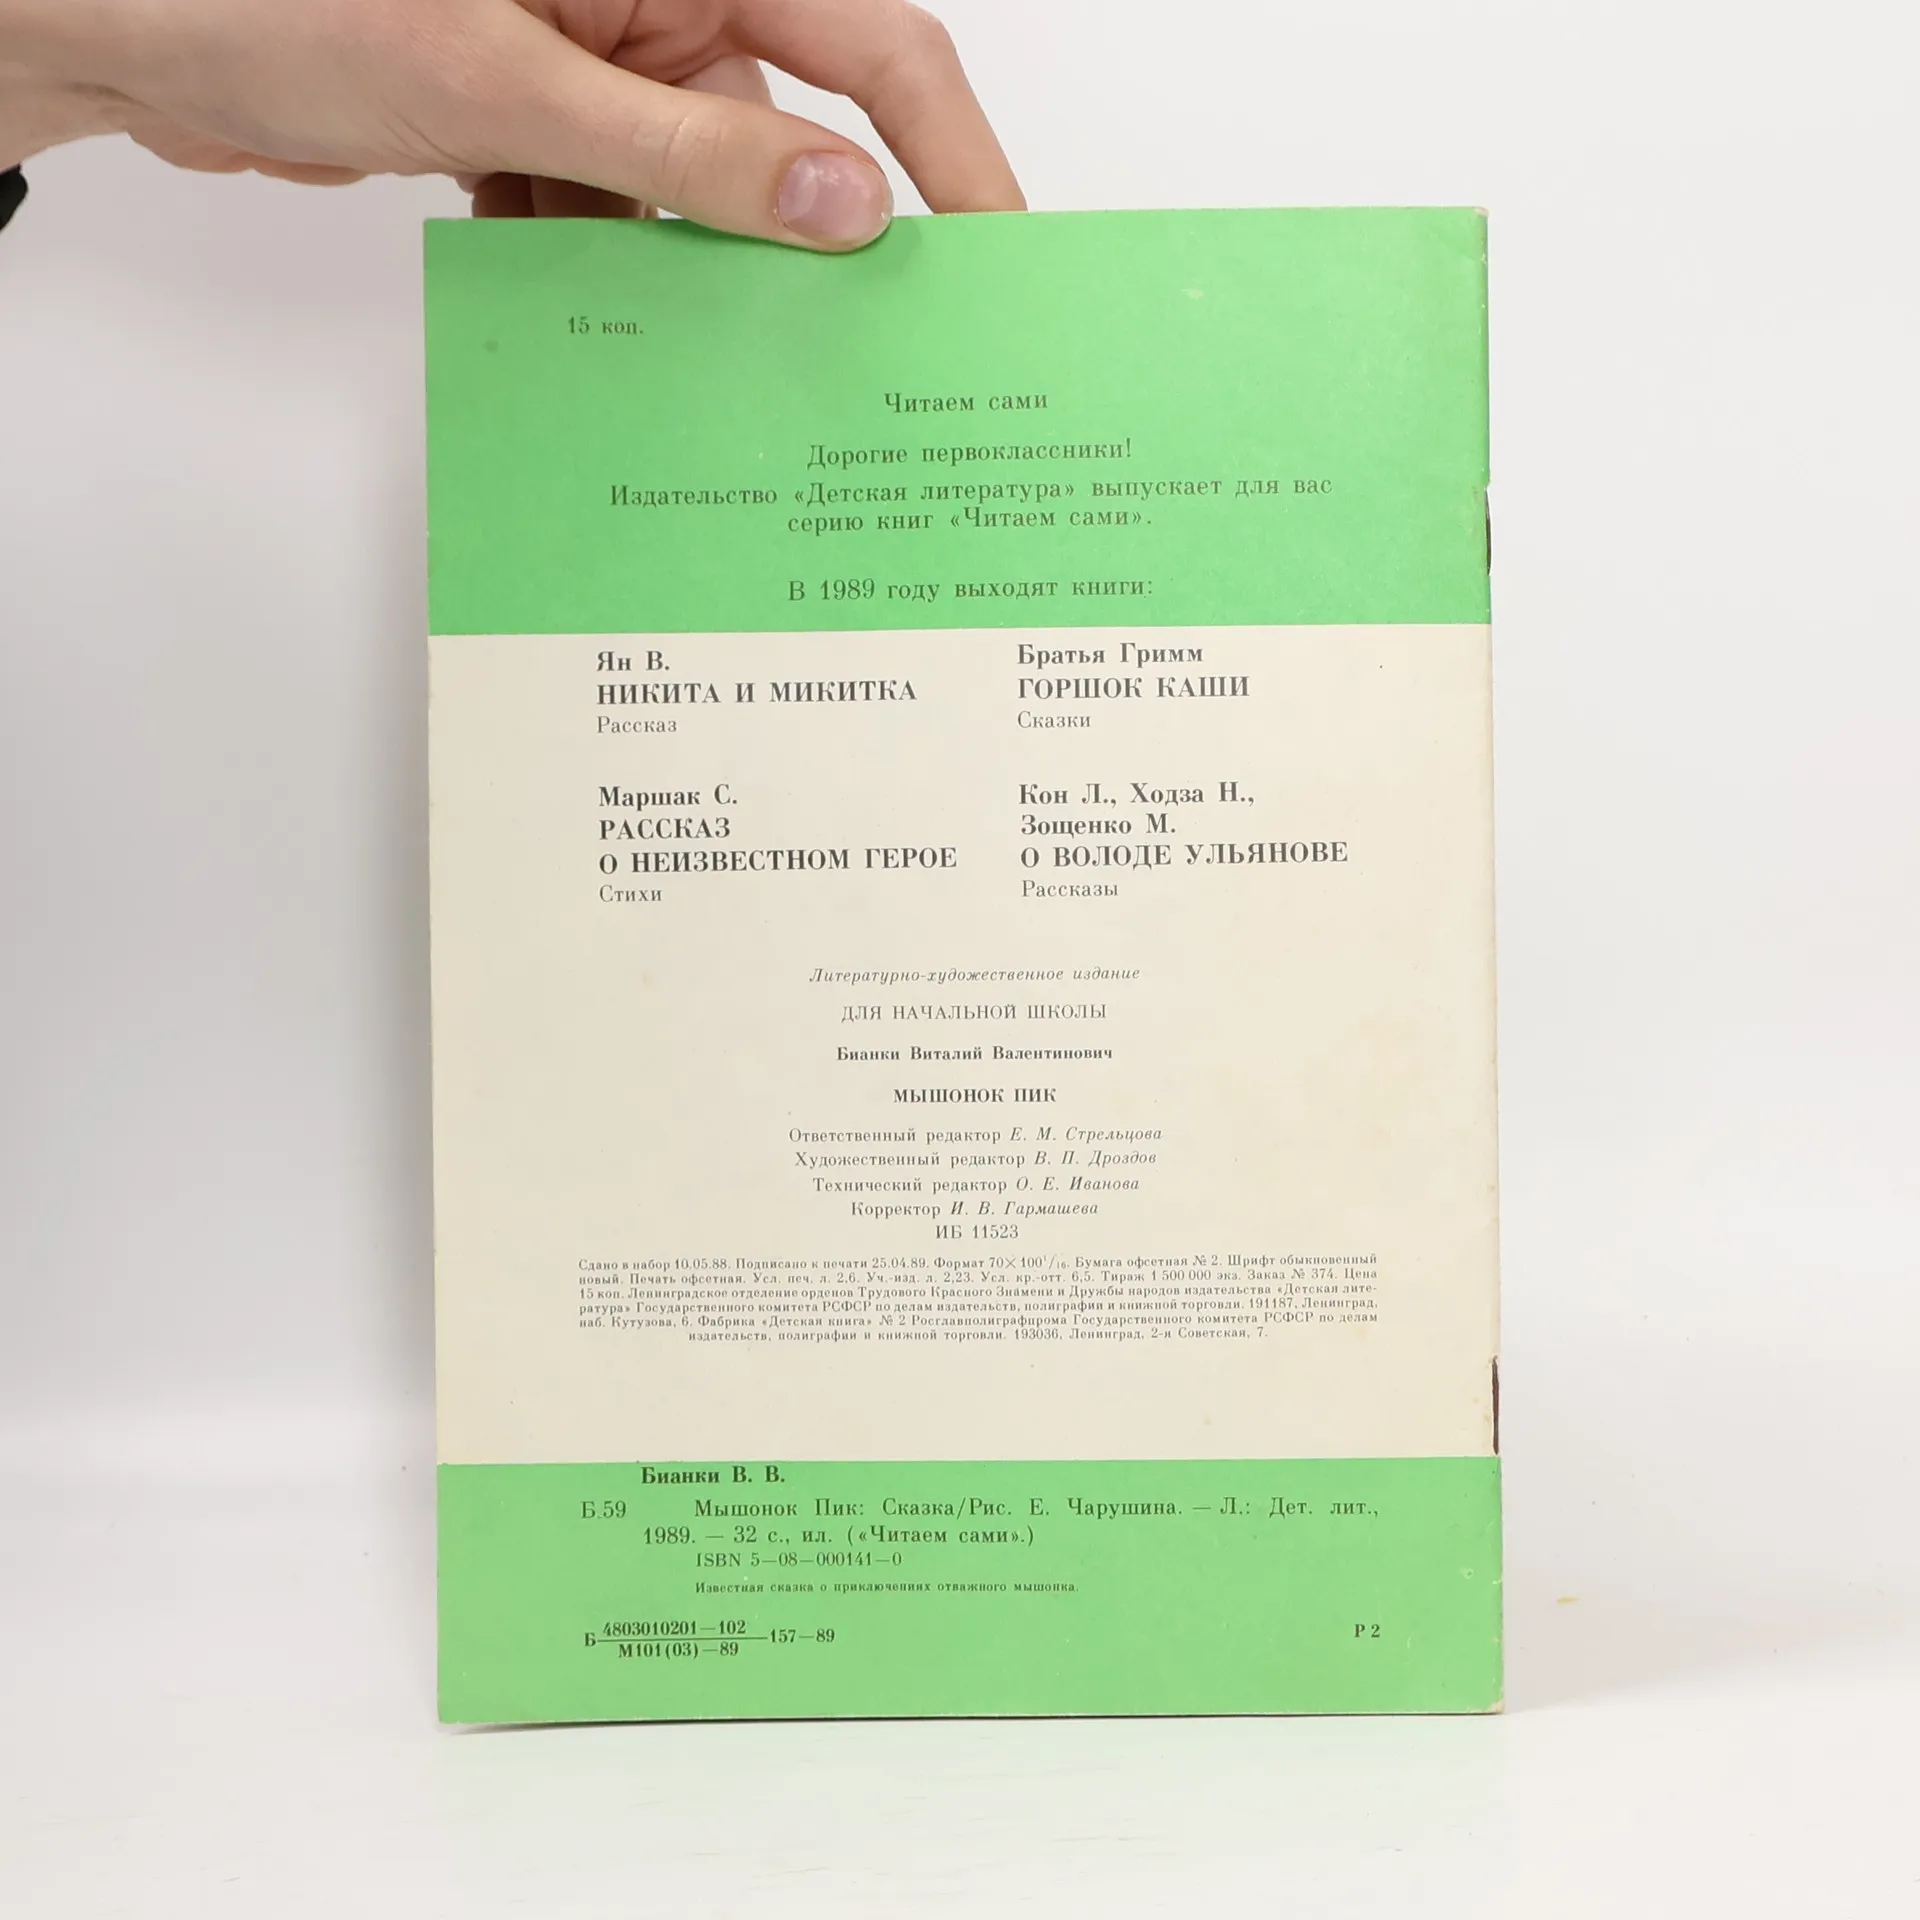 15 коп.
Читаем сами
Дорогие первоклассники!
Издательство «Детская литература» выпускает для вас
серию книг «Читаем сами».
В 1989 году выходят книги:
Ян В.
НИКИТА И МИКИТКА
Рассказ
Братья Гримм
ГОРШОК КАШИ
Сказки
Маршак С.
РАССКАЗ
О НЕИЗВЕСТНОМ ГЕРОЕ
Стихи
Кон Л., Ходза Н.,
Зощенко М.
О ВОЛОДЕ УЛЬЯНОВЕ
Рассказы
Литературно-художественное издание
ДЛЯ НАЧАЛЬНОЙ ШКОЛЫ
Бианки Виталий Валентинович
МЫШОНОК ПИК
Ответственный редактор Е. М. Стрельцова
Художественный редактор В. П. Дроздов
Технический редактор О. Е. Иванова
Корректор И. В. Гармашева
ИБ 11523
Сдано в набор 10.05.88. Подписано к печати 25.04.89. Формат 70×100¹/₁₆. Бумага офсетная № 2. Шрифт обыкновенный
новый. Печать офсетная. Усл. печ. л. 2,6. Уч.-изд. л. 2,23. Усл. кр.-отт. 6,5. Тираж 1 500 000 экз. Заказ № 374. Цена
15 коп. Ленинградское отделение орденов Трудового Красного Знамени и Дружбы народов издательства «Детская лите-
ратура» Государственного комитета РСФСР по делам издательств, полиграфии и книжной торговли. 191187, Ленинград,
наб. Кутузова, 6. Фабрика «Детская книга» № 2 Росглавполиграфпрома Государственного комитета РСФСР по делам
издательств, полиграфии и книжной торговли. 193036, Ленинград, 2-я Советская, 7.
Бианки В. В.
Б 59 Мышонок Пик: Сказка/Рис. Е. Чарушина. — Л.: Дет. лит.,
1989. — 32 с., ил. («Читаем сами».)
ISBN 5—08—000141—0
Известная сказка о приключениях отважного мышонка.
4803010201—102
Б 157—89
М101(03)—89
Р 2